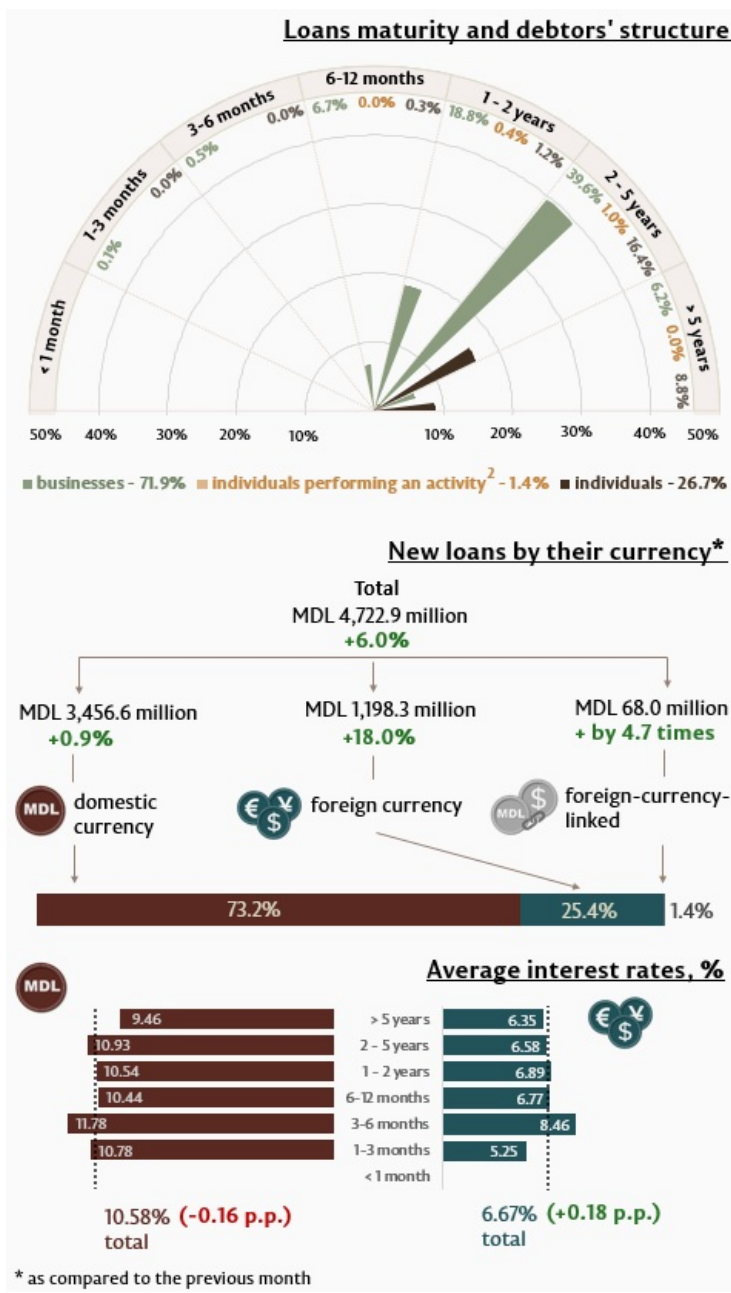 Loans maturity and debtors' structure
< 1 month
1-3 months
3-6 months
6-12 months
1 - 2 years
2 - 5 years
> 5 years
0.1%
0.0%
0.5%
0.0%
6.7%
0.0%
0.3%
18.8%
0.4%
1.2%
39.6%
1.0%
16.4%
6.2%
0.0%
8.8%
50% 40% 30% 20% 10% 10% 20% 30% 40% 50%
businesses - 71.9% individuals performing an activity2 - 1.4% individuals - 26.7%
New loans by their currency*
Total
MDL 4,722.9 million
+6.0%
MDL 3,456.6 million
+0.9%
MDL 1,198.3 million
+18.0%
MDL 68.0 million
+ by 4.7 times
MDL
domestic
currency
€ ¥ $
foreign currency
MDL $
foreign-currency-
linked
73.2% 25.4% 1.4%
Average interest rates, %
MDL
€ ¥ $
9.46 > 5 years 6.35
10.93 2 - 5 years 6.58
10.54 1 - 2 years 6.89
10.44 6-12 months 6.77
11.78 3-6 months 8.46
10.78 1-3 months 5.25
< 1 month
10.58% (-0.16 p.p.)
total
6.67% (+0.18 p.p.)
total
* as compared to the previous month